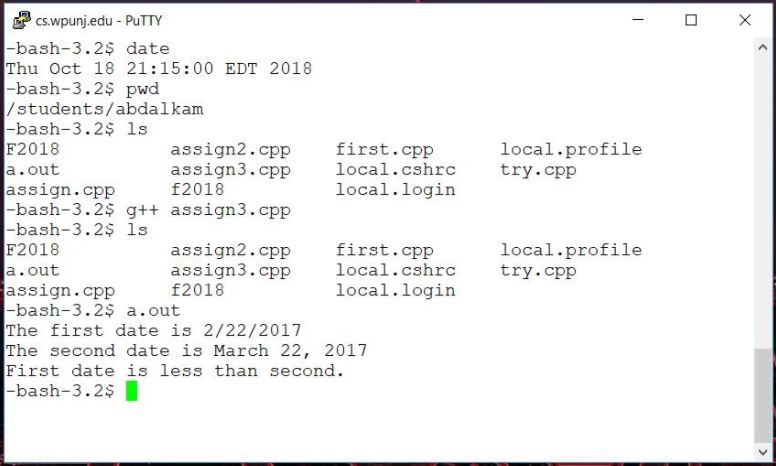 cs.wpunj.edu - PuTTY
-bash-3.2$ date
Thu Oct 18 21:15:00 EDT 2018
-bash-3.2$ pwd
/students/abdalkam
-bash-3.2$ ls
F2018 assign2.cpp first.cpp local.profile
a.out assign3.cpp local.cshrc try.cpp
assign.cpp f2018 local.login
-bash-3.2$ g++ assign3.cpp
-bash-3.2$ ls
F2018 assign2.cpp first.cpp local.profile
a.out assign3.cpp local.cshrc try.cpp
assign.cpp f2018 local.login
-bash-3.2$ a.out
The first date is 2/22/2017
The second date is March 22, 2017
First date is less than second.
-bash-3.2$